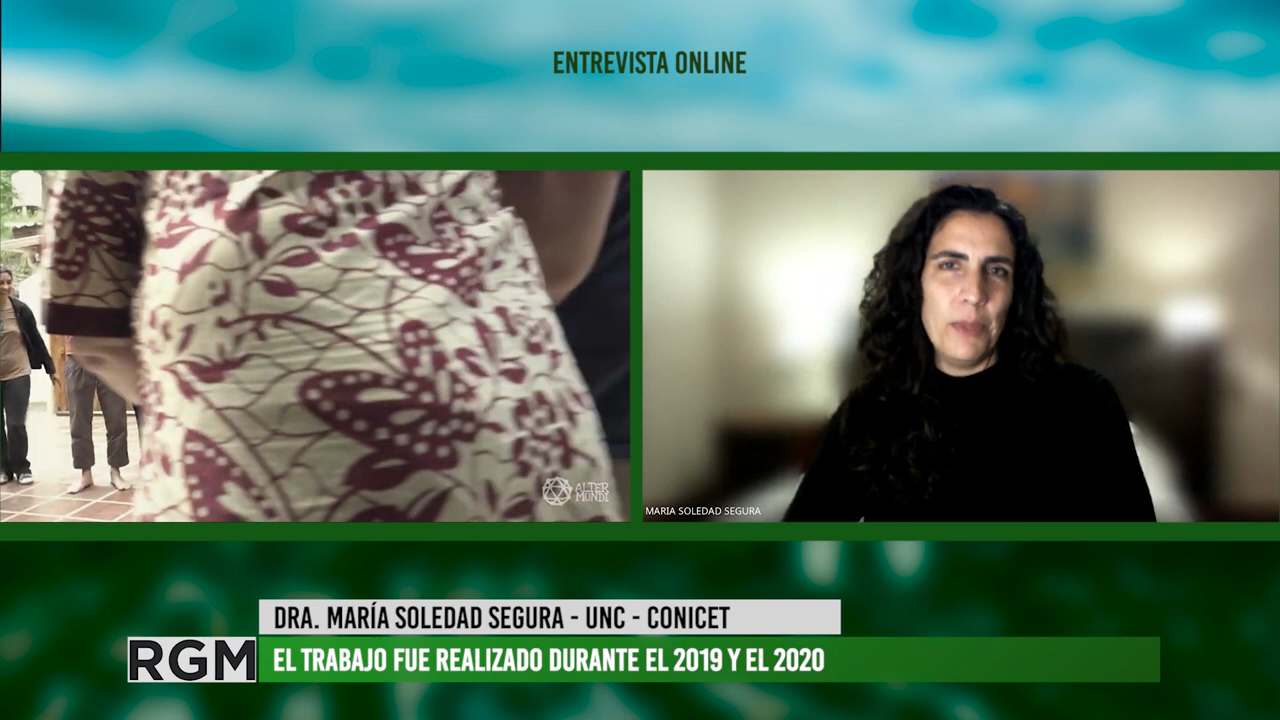 ENTREVISTA ONLINE
ALTER
MUNDI
MARIA SOLEDAD SEGURA
DRA. MARÍA SOLEDAD SEGURA - UNC - CONICET
RGM
EL TRABAJO FUE REALIZADO DURANTE EL 2019 Y EL 2020